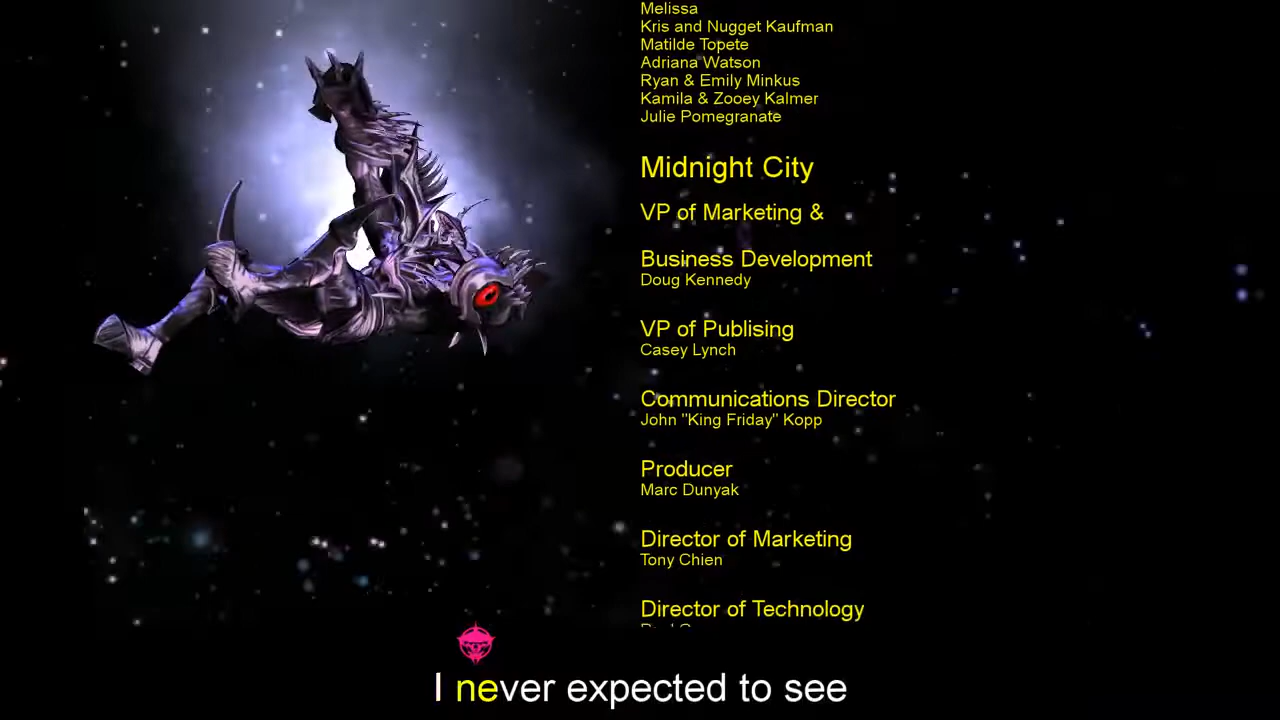 Melissa
Kris and Nugget Kaufman
Matilde Topete
Adriana Watson
Ryan & Emily Minkus
Kamila & Zooey Kalmer
Julie Pomegranate
Midnight City
VP of Marketing &
Business Development
Doug Kennedy
VP of Publising
Casey Lynch
Communications Director
John "King Friday" Kopp
Producer
Marc Dunyak
Director of Marketing
Tony Chien
Director of Technology
I never expected to see